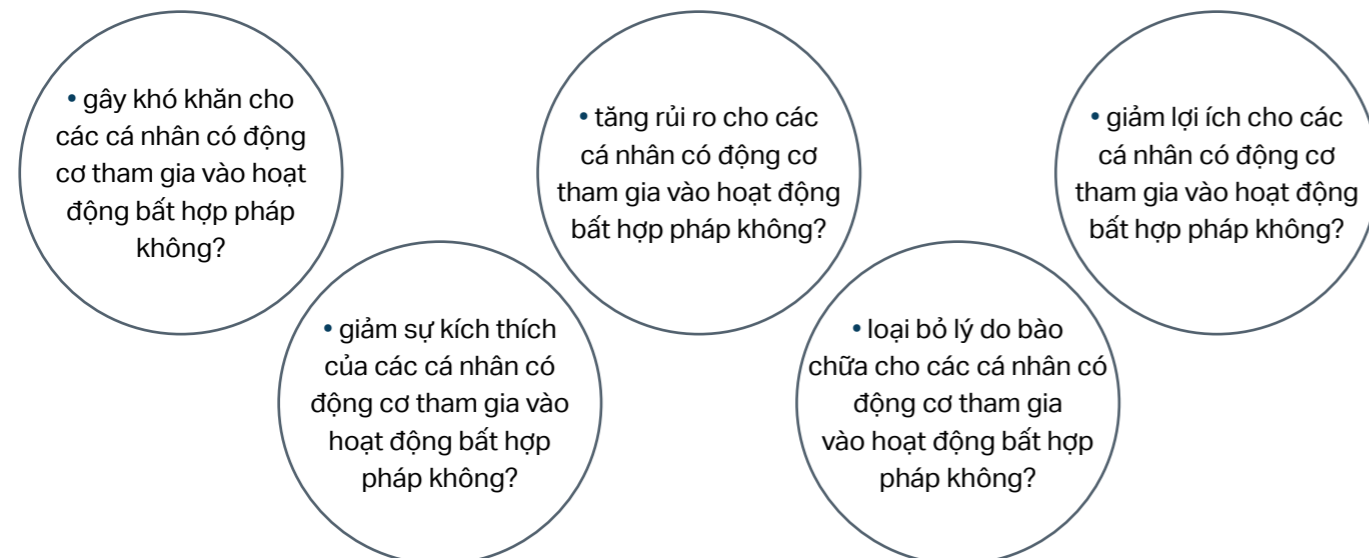 • gây khó khăn cho
các cá nhân có động
cơ tham gia vào hoạt
động bất hợp pháp
không?
• giảm sự kích thích
của các cá nhân có
động cơ tham gia vào
hoạt động bất hợp
pháp không?
• tăng rủi ro cho các
cá nhân có động cơ
tham gia vào hoạt động
bất hợp pháp không?
• loại bỏ lý do bào
chữa cho các cá nhân có
động cơ tham gia
vào hoạt động bất hợp
pháp không?
• giảm lợi ích cho các
cá nhân có động cơ
tham gia vào hoạt động
bất hợp pháp không?